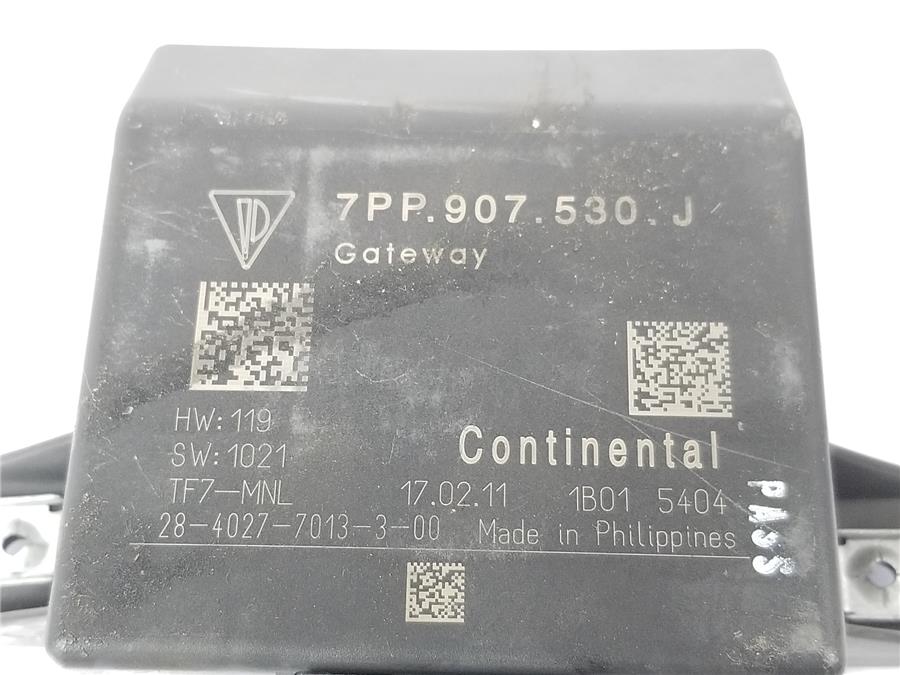 7PP.907.530.J
Gateway
HW:119
SW:1021
Continental
TF7-MNL 17.02.11 1B01 5404
28-4027-7013-3-00 Made in Philippines
PASS